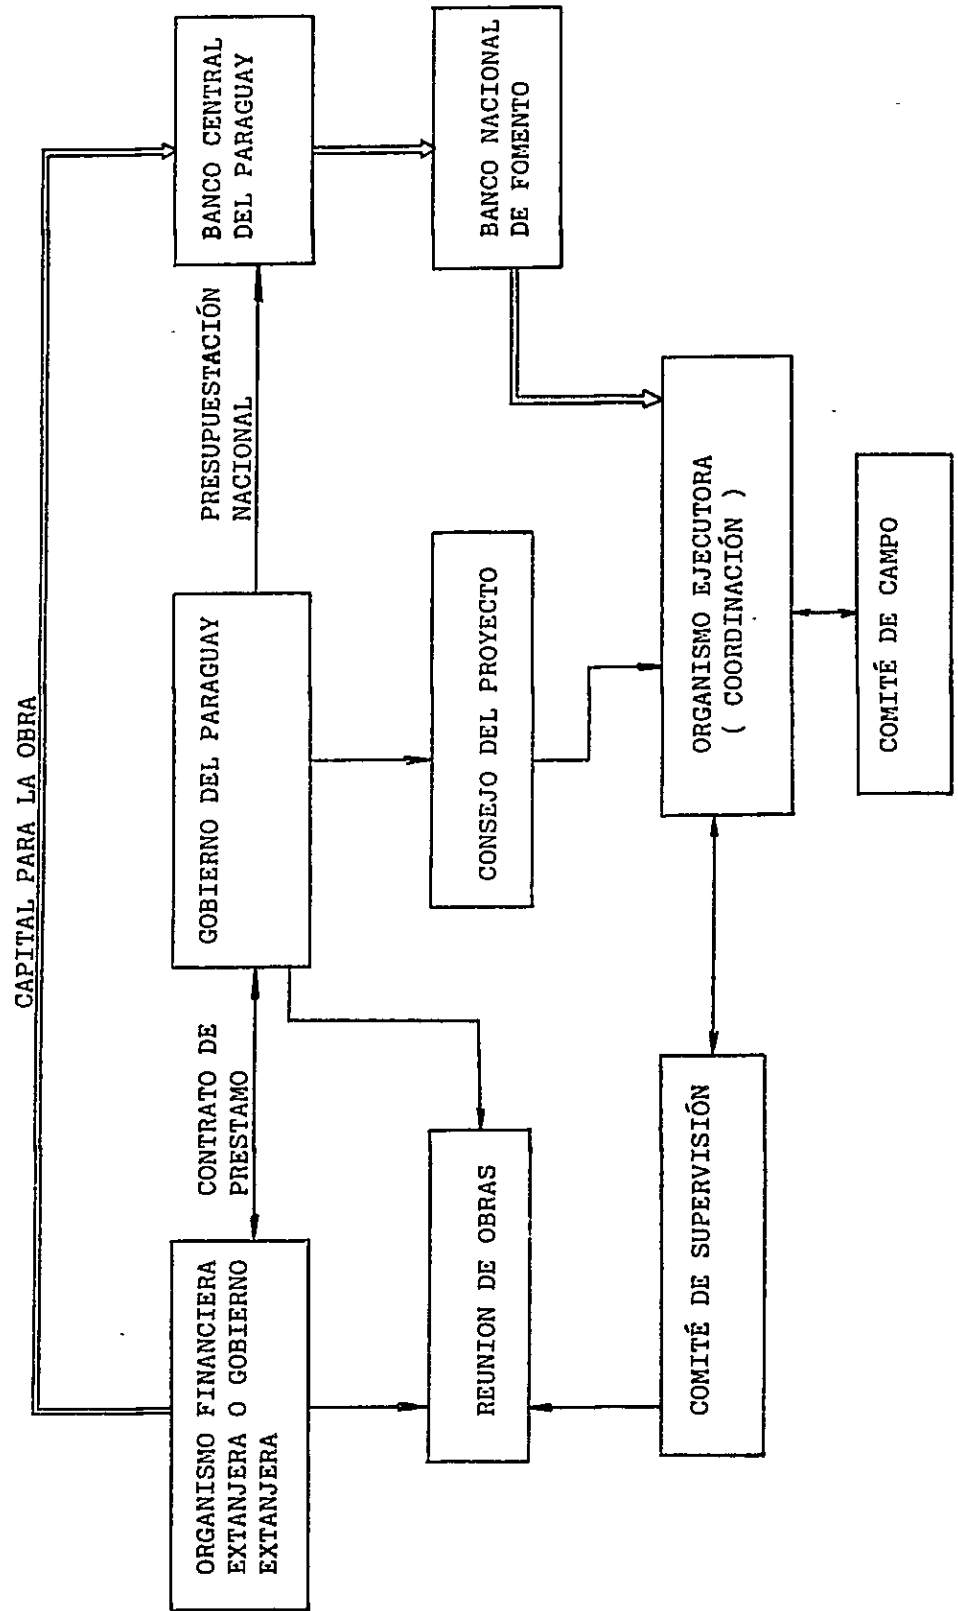 CAPITAL PARA LA OBRA
ORGANISMO FINANCIERA
EXTANJERA O GOBIERNO
EXTANJERA
CONTRATO DE
PRESTAMO
GOBIERNO DEL PARAGUAY
PRESUPUESTACIÓN
NACIONAL
BANCO CENTRAL
DEL PARAGUAY
REUNION DE OBRAS
CONSEJO DEL PROYECTO
BANCO NACIONAL
DE FOMENTO
COMITÉ DE SUPERVISIÓN
ORGANISMO EJECUTORA
( COORDINACIÓN )
COMITÉ DE CAMPO